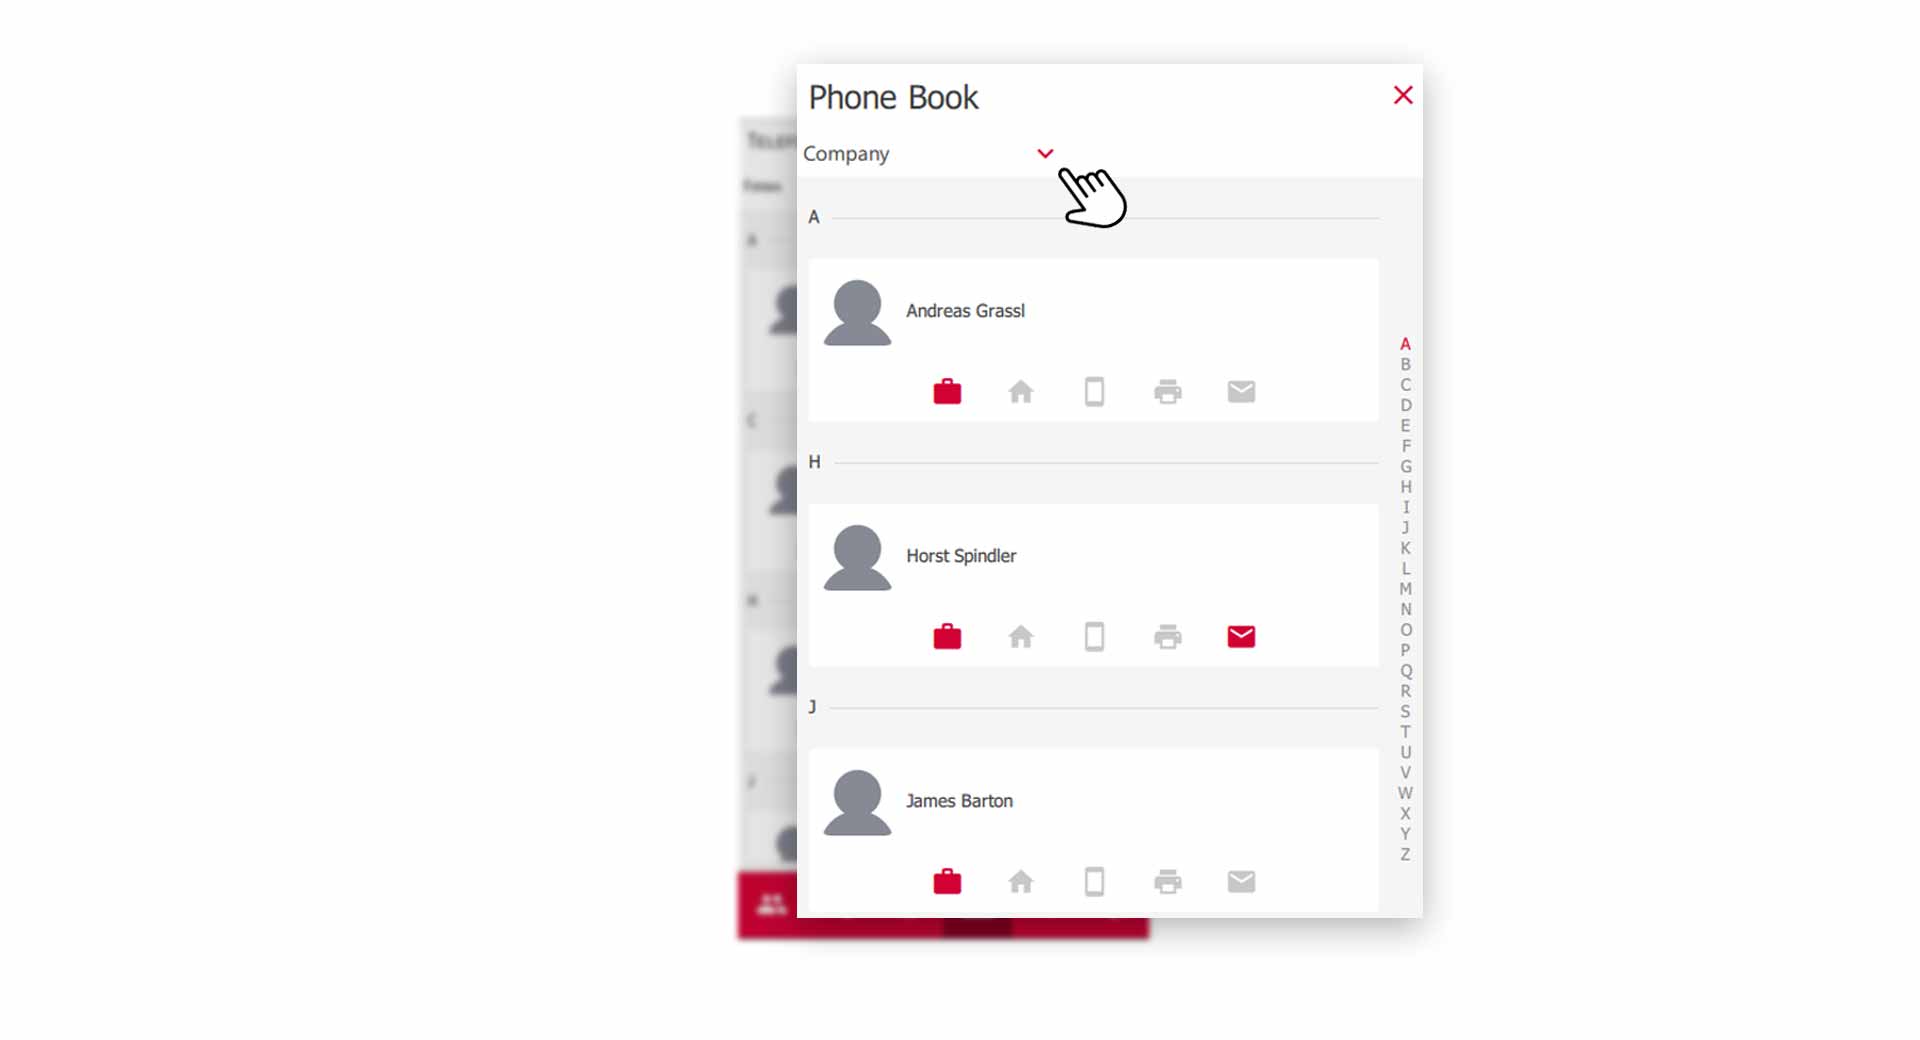 Phone Book
Company
A
Andreas Grassl
H
Horst Spindler
J
James Barton
A
B
C
D
E
F
G
H
I
J
K
L
M
N
O
P
Q
R
S
T
U
V
W
X
Y
Z